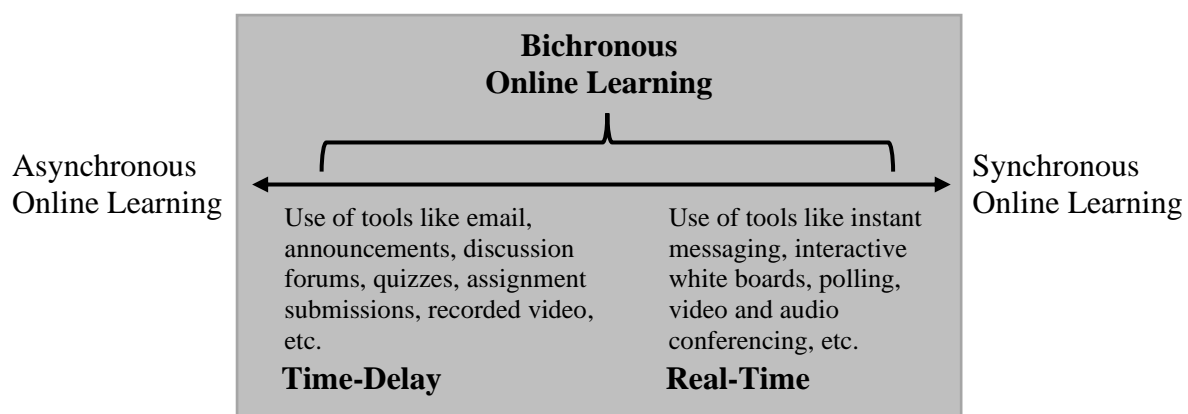 Bichronous
Online Learning
Asynchronous
Online Learning
Synchronous
Online Learning
Use of tools like email,
announcements, discussion
forums, quizzes, assignment
submissions, recorded video,
etc.
Time-Delay
Use of tools like instant
messaging, interactive
white boards, polling,
video and audio
conferencing, etc.
Real-Time